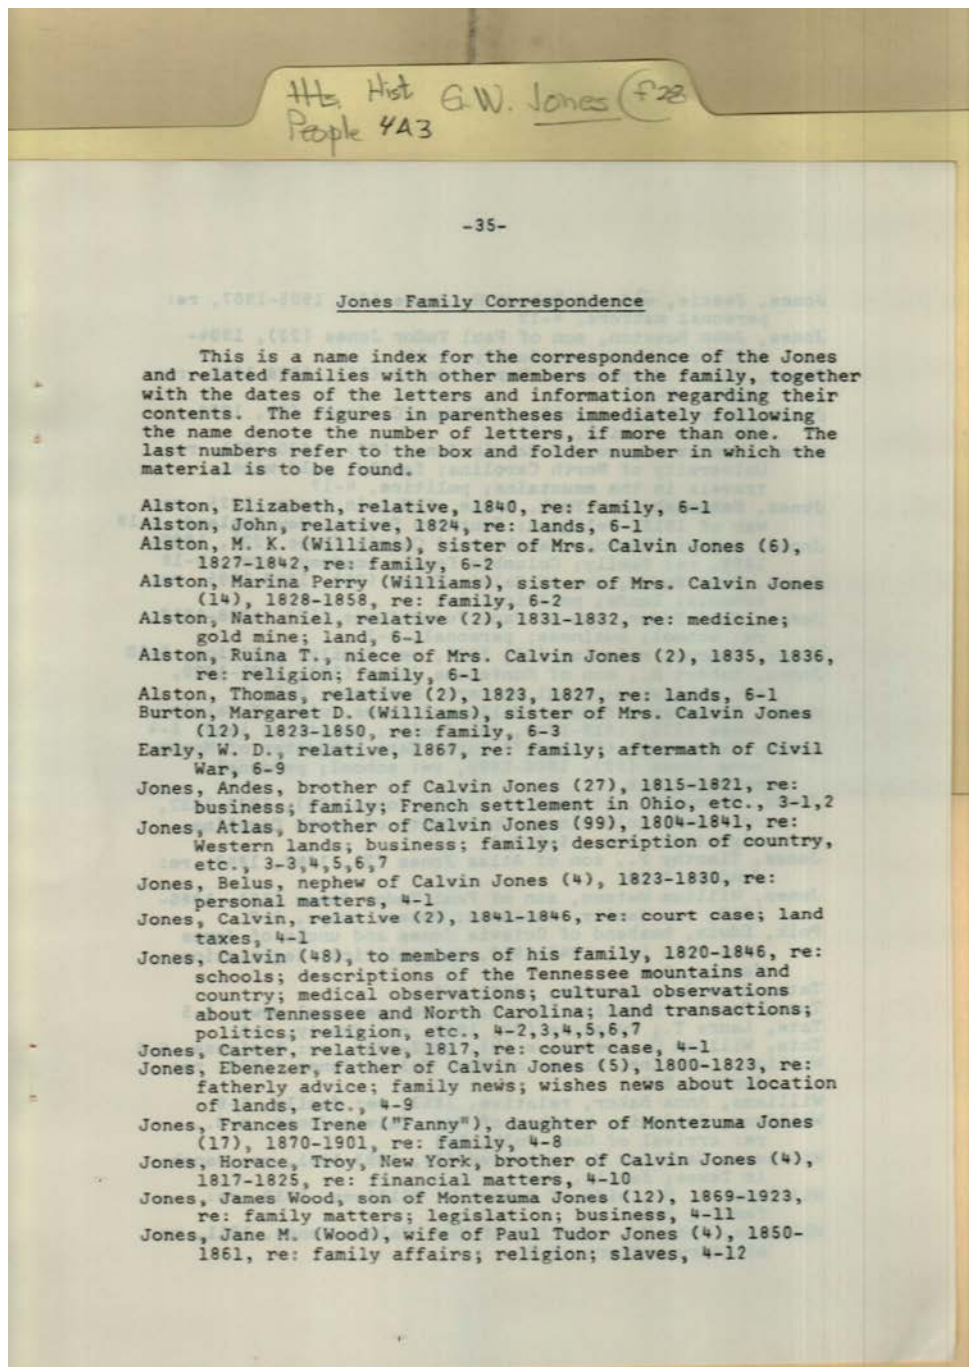 Hts. Hist G.W. Jones f28
People 4A3
-35-
Jones Family Correspondence
This is a name index for the correspondence of the Jones
and related families with other members of the family, together
with the dates of the letters and information regarding their
contents. The figures in parentheses immediately following
the name denote the number of letters, if more than one. The
last numbers refer to the box and folder number in which the
material is to be found.
Alston, Elizabeth, relative, 1840, re: family, 6-1
Alston, John, relative, 1824, re: lands, 6-1
Alston, M. K. (Williams), sister of Mrs. Calvin Jones (6),
1827-1842, re: family, 6-2
Alston, Marina Perry (Williams), sister of Mrs. Calvin Jones
(14), 1828-1858, re: family, 6-2
Alston, Nathaniel, relative (2), 1831-1832, re: medicine;
gold mine; land, 6-1
Alston, Ruina T., niece of Mrs. Calvin Jones (2), 1835, 1836,
re: religion; family, 6-1
Alston, Thomas, relative (2), 1823, 1827, re: lands, 6-1
Burton, Margaret D. (Williams), sister of Mrs. Calvin Jones
(12), 1823-1850, re: family, 6-3
Early, W. D., relative, 1867, re: family; aftermath of Civil
War, 6-9
Jones, Andes, brother of Calvin Jones (27), 1815-1821, re:
business; family; French settlement in Ohio, etc., 3-1,2
Jones, Atlas, brother of Calvin Jones (99), 1804-1841, re:
Western lands; business; family; description of country,
etc., 3-3,4,5,6,7
Jones, Belus, nephew of Calvin Jones (4), 1823-1830, re:
personal matters, 4-1
Jones, Calvin, relative (2), 1841-1846, re: court case; land
taxes, 4-1
Jones, Calvin (48), to members of his family, 1820-1846, re:
schools; descriptions of the Tennessee mountains and
country; medical observations; cultural observations
about Tennessee and North Carolina; land transactions;
politics; religion, etc., 4-2,3,4,5,6,7
Jones, Carter, relative, 1817, re: court case, 4-1
Jones, Ebenezer, father of Calvin Jones (5), 1800-1823, re:
fatherly advice; family news; wishes news about location
of lands, etc., 4-9
Jones, Frances Irene ("Fanny"), daughter of Montezuma Jones
(17), 1870-1901, re: family, 4-8
Jones, Horace, Troy, New York, brother of Calvin Jones (4),
1817-1825, re: financial matters, 4-10
Jones, James Wood, son of Montezuma Jones (12), 1869-1923,
re: family matters; legislation; business, 4-11
Jones, Jane M. (Wood), wife of Paul Tudor Jones (4), 1850-
1861, re: family affairs; religion; slaves, 4-12